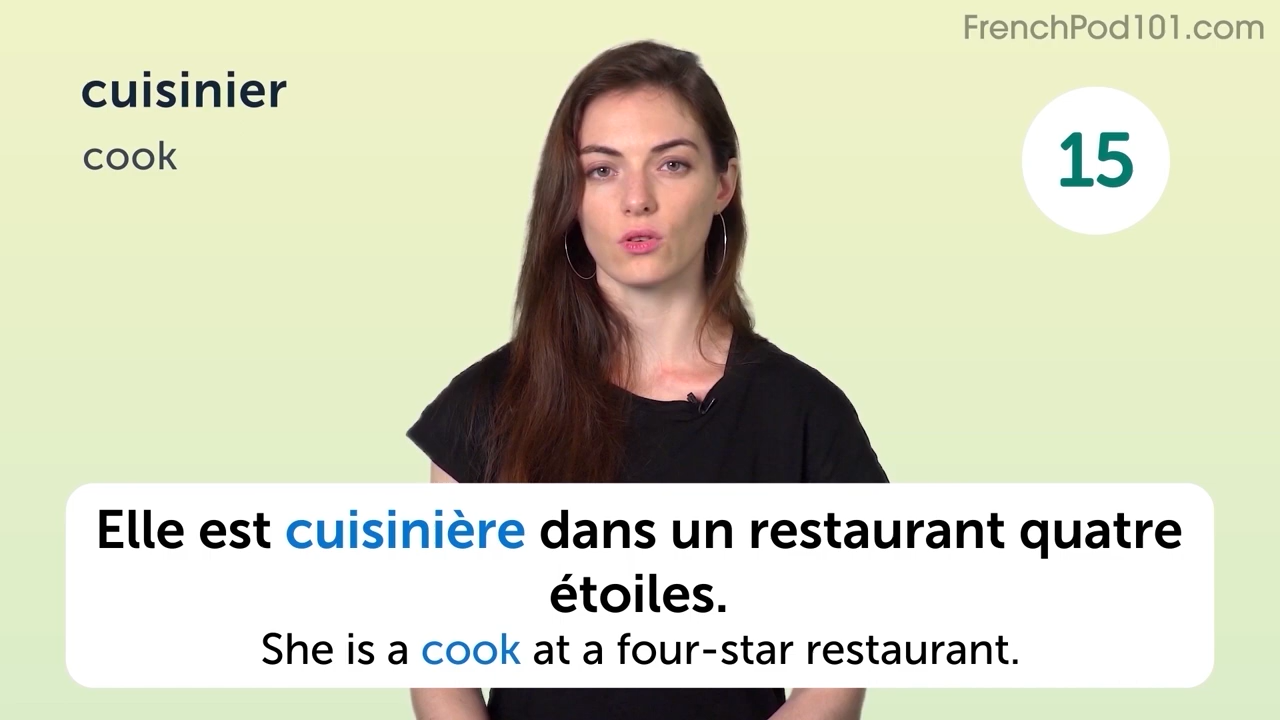 FrenchPod101.com
cuisinier
cook
15
Elle est cuisinière dans un restaurant quatre
étoiles.
She is a cook at a four-star restaurant.